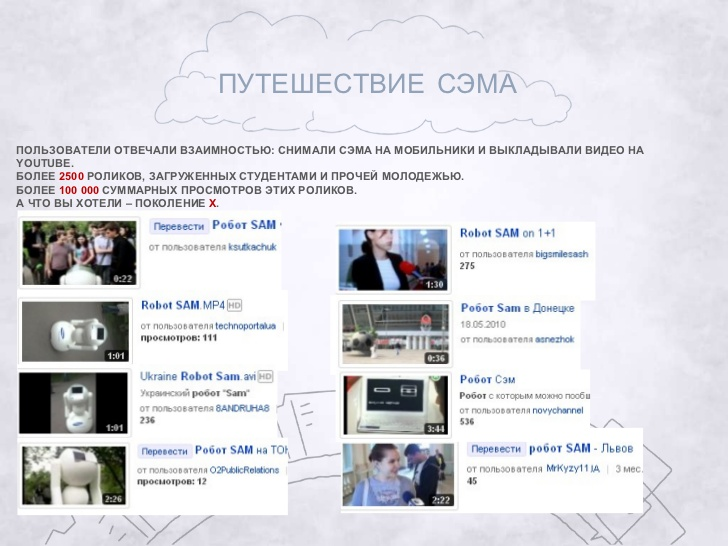 ПУТЕШЕСТВИЕ СЭМА
ПОЛЬЗОВАТЕЛИ ОТВЕЧАЛИ ВЗАИМНОСТЬЮ: СНИМАЛИ СЭМА НА МОБИЛЬНИКИ И ВЫКЛАДЫВАЛИ ВИДЕО НА
YOUTUBE.
БОЛЕЕ 2500 РОЛИКОВ, ЗАГРУЖЕННЫХ СТУДЕНТАМИ И ПРОЧЕЙ МОЛОДЕЖЬЮ.
БОЛЕЕ 100 000 СУММАРНЫХ ПРОСМОТРОВ ЭТИХ РОЛИКОВ.
А ЧТО ВЫ ХОТЕЛИ – ПОКОЛЕНИЕ X.
Перевести Робот SAM
от пользователя ksutkachuk
0:22
Robot SAM.MP4 HD
от пользователя technoportalua |
просмотров: 111
1:01
Ukraine Robot Sam.avi HD
Украинский робот "Sam"
от пользователя 8ANDRUHA8
236
1:01
Перевести Робот SAM на ТОН
от пользователя O2PublicRelations |
просмотров: 12
2:26
Robot SAM on 1+1
от пользователя bigsmilesash
275
1:30
Робот Sam в Донецке
18.05.2010
от пользователя asnezhok
0:36
Робот Сэм
Робот с которым можно пообщ
от пользователя novychannel
536
3:44
Перевести робот SAM - Львов
от пользователя MrKyzy11JA | 3 мес.
45
2:22